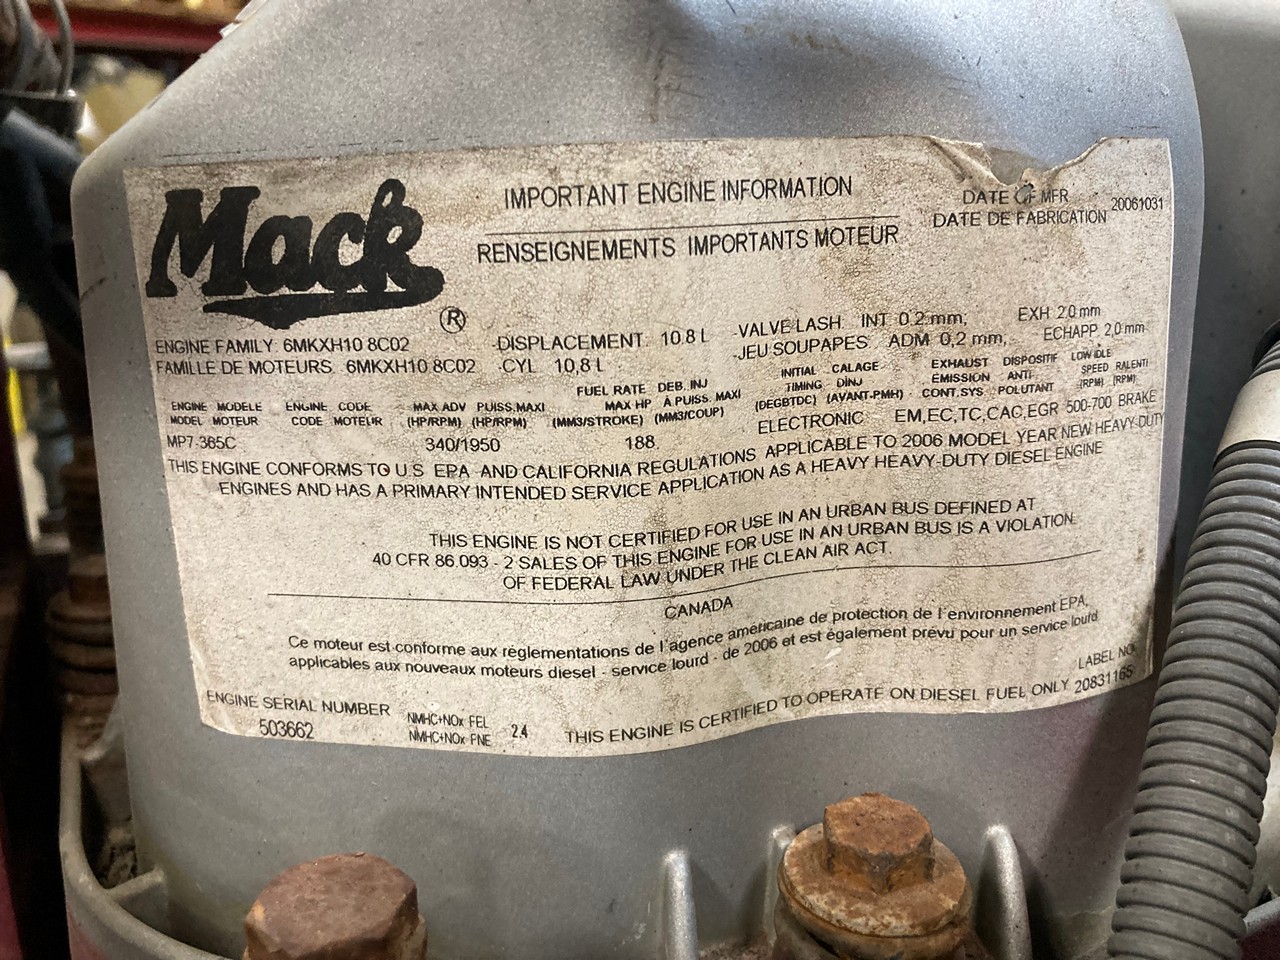 Mack ®
IMPORTANT ENGINE INFORMATION
RENSEIGNEMENTS IMPORTANTS MOTEUR
DATE OF MFR
DATE DE FABRICATION
20061031
ENGINE FAMILY 6MKXH10 8C02
FAMILLE DE MOTEURS 6MKXH10 8C02
DISPLACEMENT 10.8 L
CYL 10,8 L
VALVE LASH INT 0.2 mm, EXH 2.0 mm
JEU SOUPAPES ADM 0,2 mm, ECHAPP 2,0 mm
ENGINE MODELE
MODEL MOTEUR
MP7-365C
ENGINE CODE
CODE MOTEUR
MAX ADV PUISS.MAXI
(HP/RPM) (HP/RPM)
340/1950
FUEL RATE DEB. INJ
MAX HP À PUISS. MAXI
(MM3/STROKE) (MM3/COUP)
188
INITIAL CALAGE
TIMING D'INJ
(DEGBTDC) (AVANT-PMH)
ELECTRONIC
EXHAUST DISPOSITIF
EMISSION ANTI
CONT.SYS POLUTANT
EM,EC,TC,CAC,EGR
LOW IDLE
SPEED RALENTI
(RPM) (RPM)
500-700 BRAKE
THIS ENGINE CONFORMS TO U.S EPA AND CALIFORNIA REGULATIONS APPLICABLE TO 2006 MODEL YEAR NEW HEAVY-DUTY
ENGINES AND HAS A PRIMARY INTENDED SERVICE APPLICATION AS A HEAVY HEAVY-DUTY DIESEL ENGINE
THIS ENGINE IS NOT CERTIFIED FOR USE IN AN URBAN BUS DEFINED AT
40 CFR 86.093 - 2 SALES OF THIS ENGINE FOR USE IN AN URBAN BUS IS A VIOLATION
OF FEDERAL LAW UNDER THE CLEAN AIR ACT.
CANADA
Ce moteur est conforme aux réglementations de l'agence américaine de protection de l'environnement EPA,
applicables aux nouveaux moteurs diesel - service lourd - de 2006 et est également prévu pour un service lourd
ENGINE SERIAL NUMBER
503662
NMHC+NOx FEL
NMHC+NOx FNE
2.4
THIS ENGINE IS CERTIFIED TO OPERATE ON DIESEL FUEL ONLY
LABEL NO
20831165